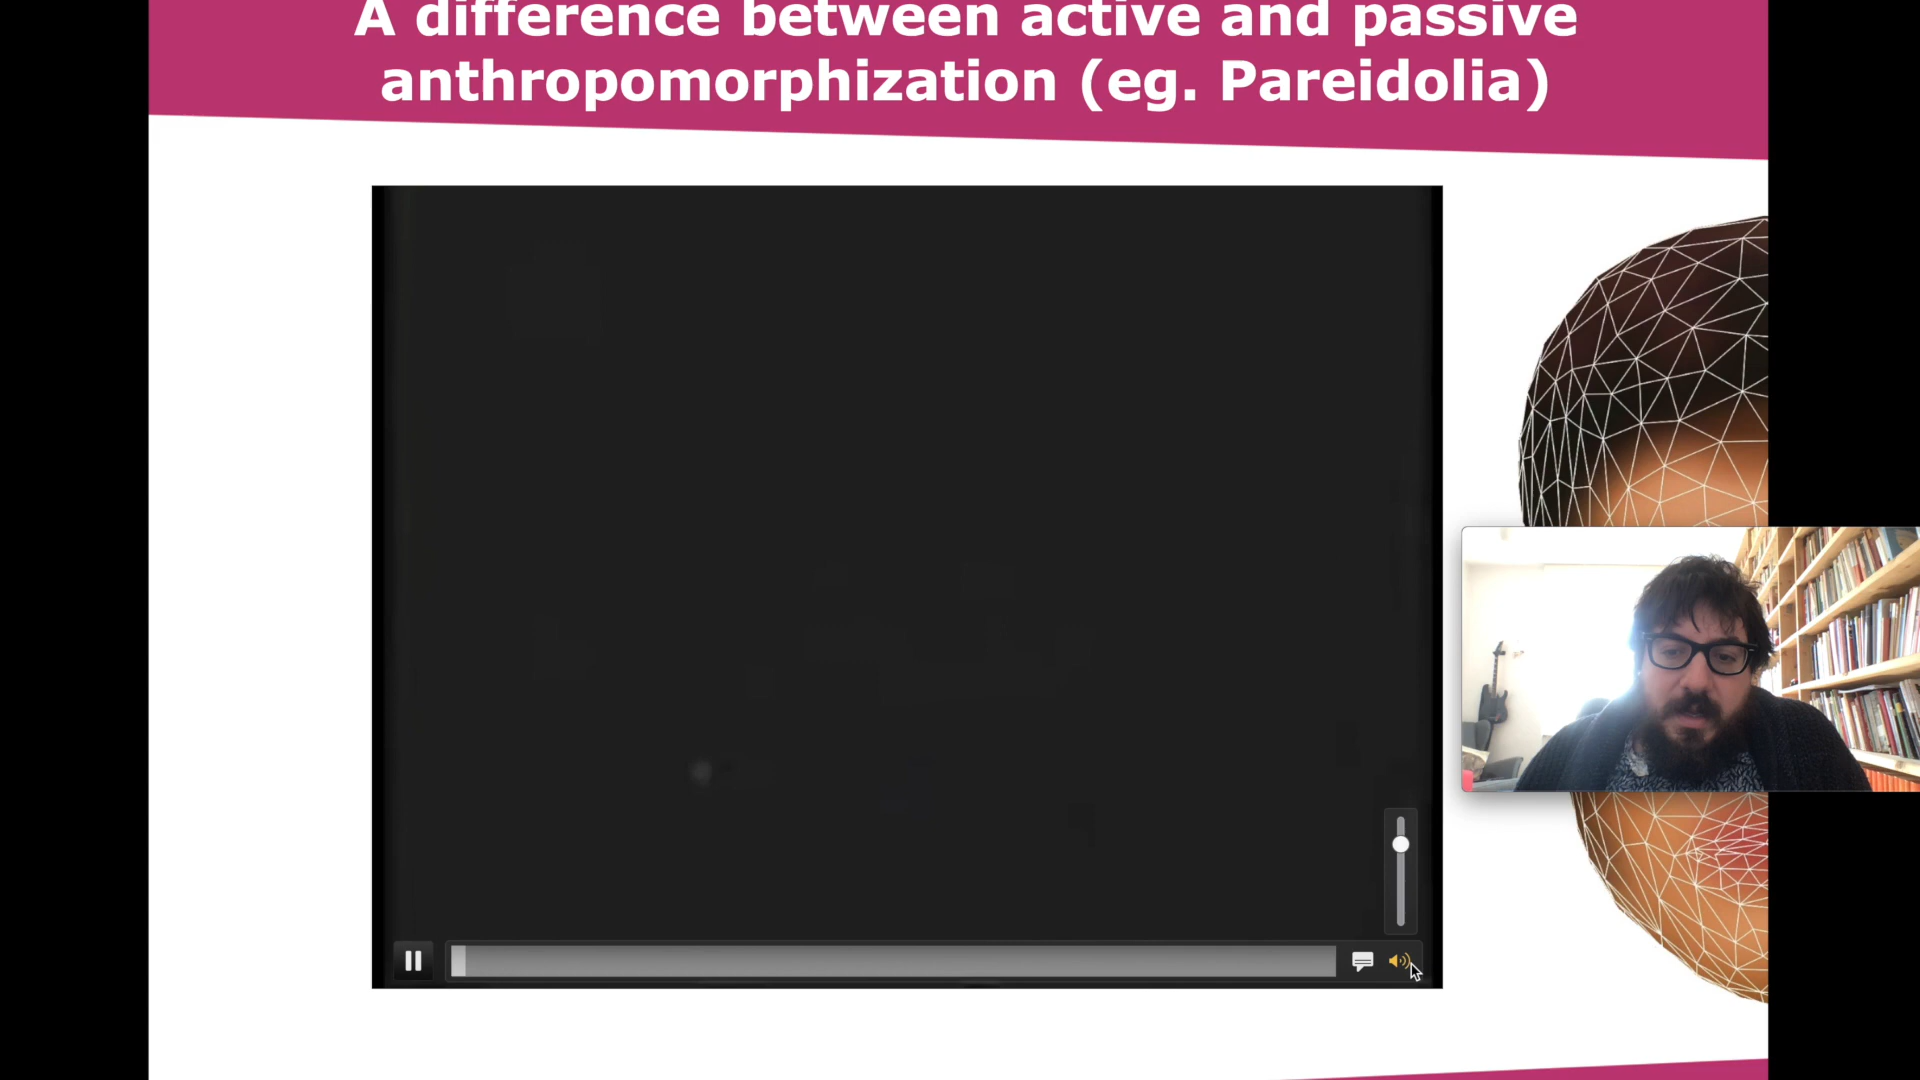 A difference between active and passive
anthropomorphization (eg. Pareidolia)